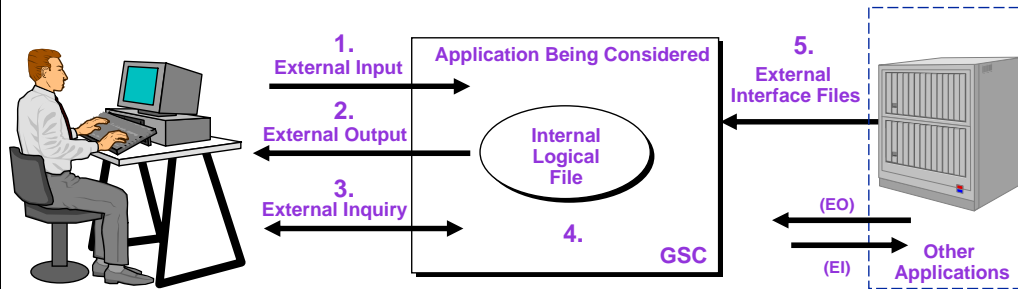 1.
External Input
2.
External Output
3.
External Inquiry
Application Being Considered
Internal
Logical
File
4.
GSC
5.
External
Interface Files
(EO)
(EI)
Other
Applications